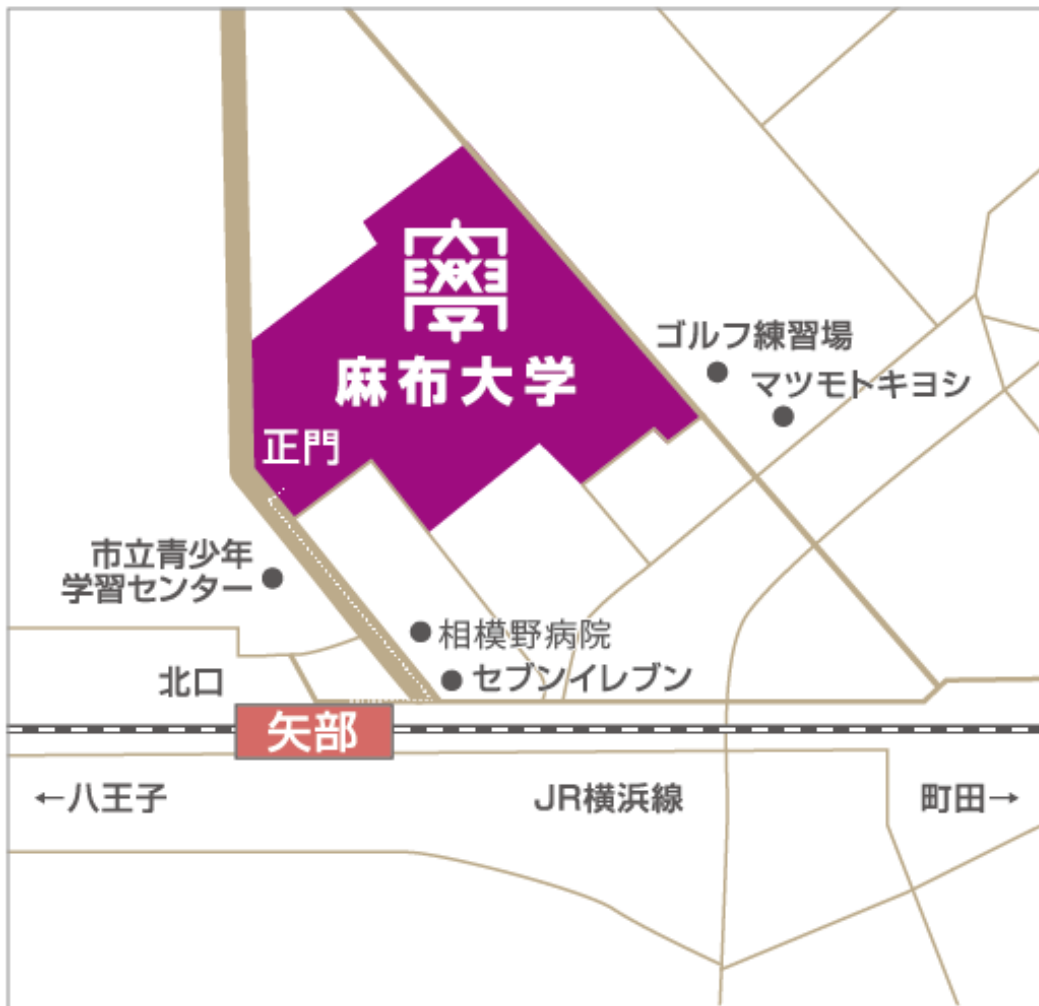 麻布大学
ゴルフ練習場
マツモトキヨシ
正門
市立青少年
学習センター
相模野病院
セブンイレブン
北口
矢部
←八王子
JR横浜線
町田→